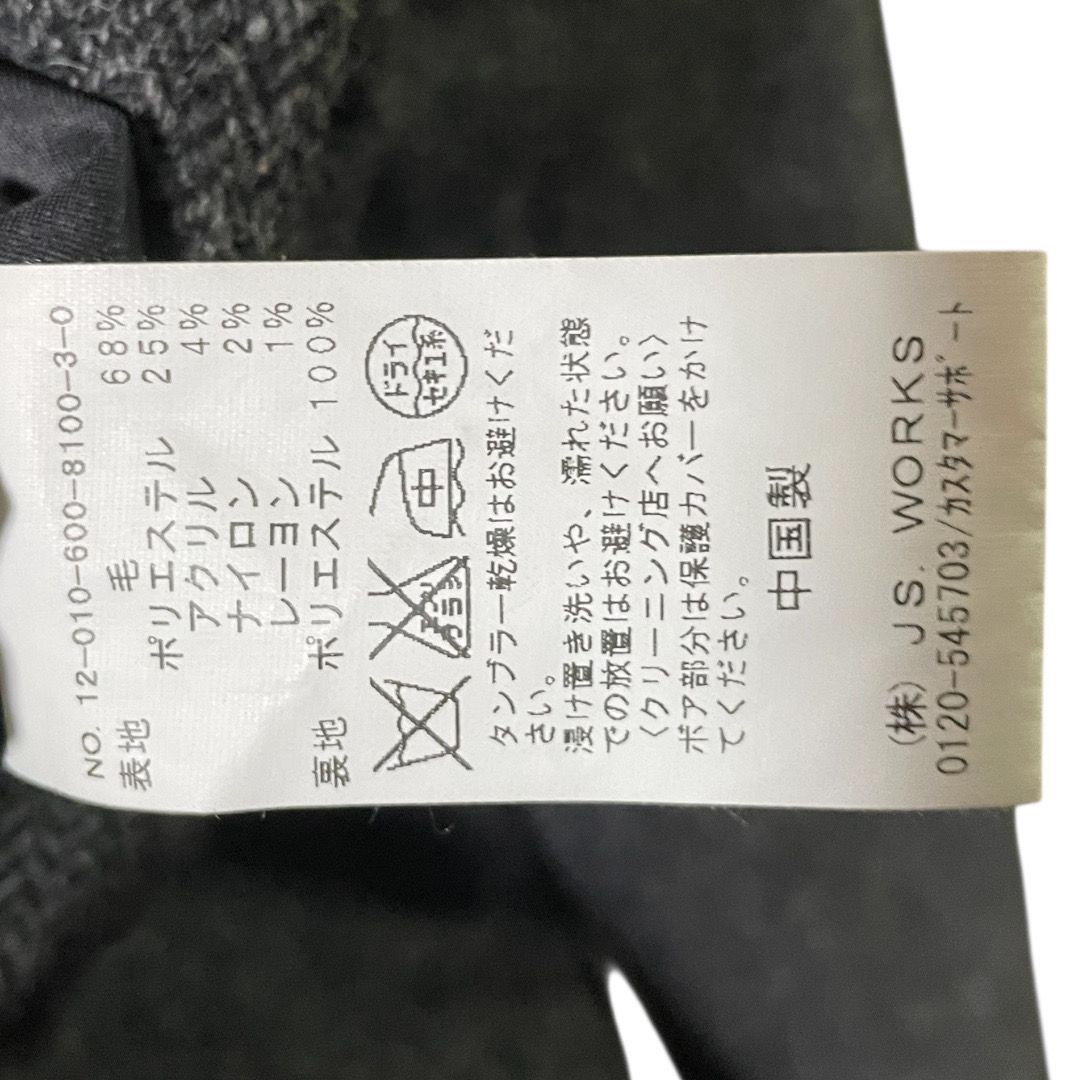 NO. 12-010-600-8100-3-0
表地 毛 68%
ポリエステル 25%
アクリル 4%
ナイロン 2%
レーヨン 1%
裏地 ポリエステル 100%
エンソ サラシ 中 ドライ セキユ系
タンブラー乾燥はお避けくだ
さい。
浸け置き洗いや、濡れた状態
での放置はお避けください。
〈クリーニング店へお願い〉
ボア部分は保護カバーをかけ
てください。
中国製
(株) JS. WORKS
0120-545703/カスタマーサポート